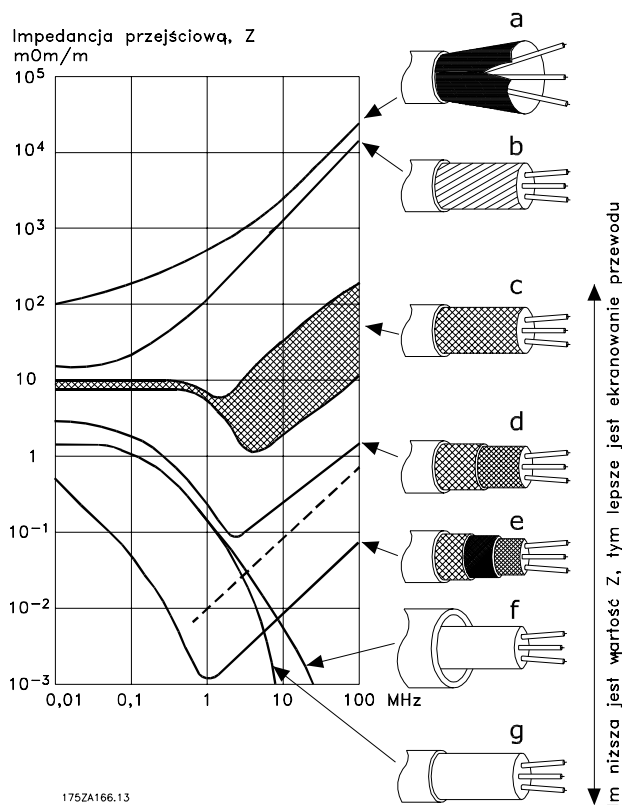 Impedancja przejściową, Z
mOm/m
10⁵
10⁴
10³
10²
10
1
10⁻¹
10⁻²
10⁻³
0,01
0,1
1
10
100
MHz
a
b
c
d
e
f
g
m niższa jest wartość Z, tym lepsze jest ekranowanie przewodu
175ZA166.13